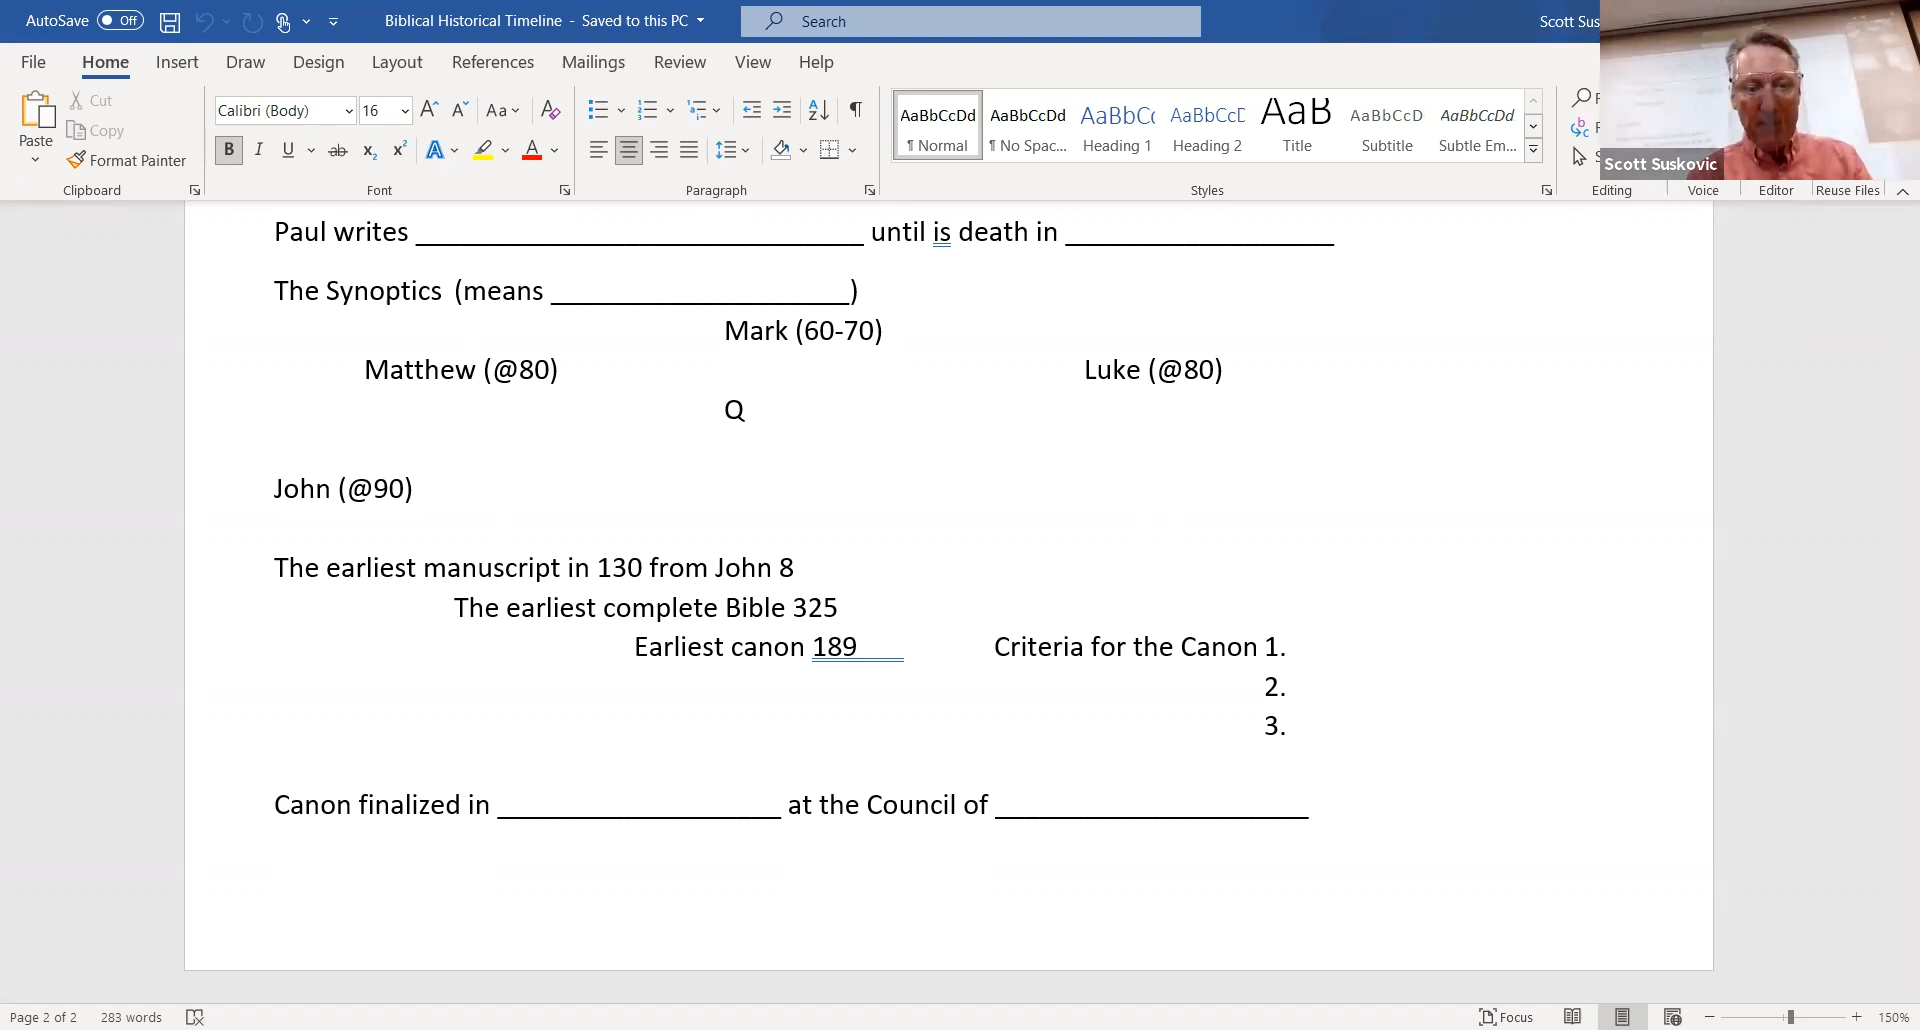 AutoSave Off Biblical Historical Timeline - Saved to this PC Search Scott Sus
File Home Insert Draw Design Layout References Mailings Review View Help
Paste Cut Copy Format Painter
Calibri (Body) 16
AaBbCcDd AaBbCcDd AaBbCc AaBbCcD AaB AaBbCcD AaBbCcDd
¶ Normal ¶ No Spac... Heading 1 Heading 2 Title Subtitle Subtle Em...
Scott Suskovic
Clipboard Font Paragraph Styles Editing Voice Editor Reuse Files
Paul writes ______________________________ until is death in __________________
The Synoptics (means ____________________)
Mark (60-70)
Matthew (@80) Luke (@80)
Q
John (@90)
The earliest manuscript in 130 from John 8
The earliest complete Bible 325
Earliest canon 189 Criteria for the Canon 1.
2.
3.
Canon finalized in ___________________ at the Council of _____________________
Page 2 of 2 283 words Focus 150%